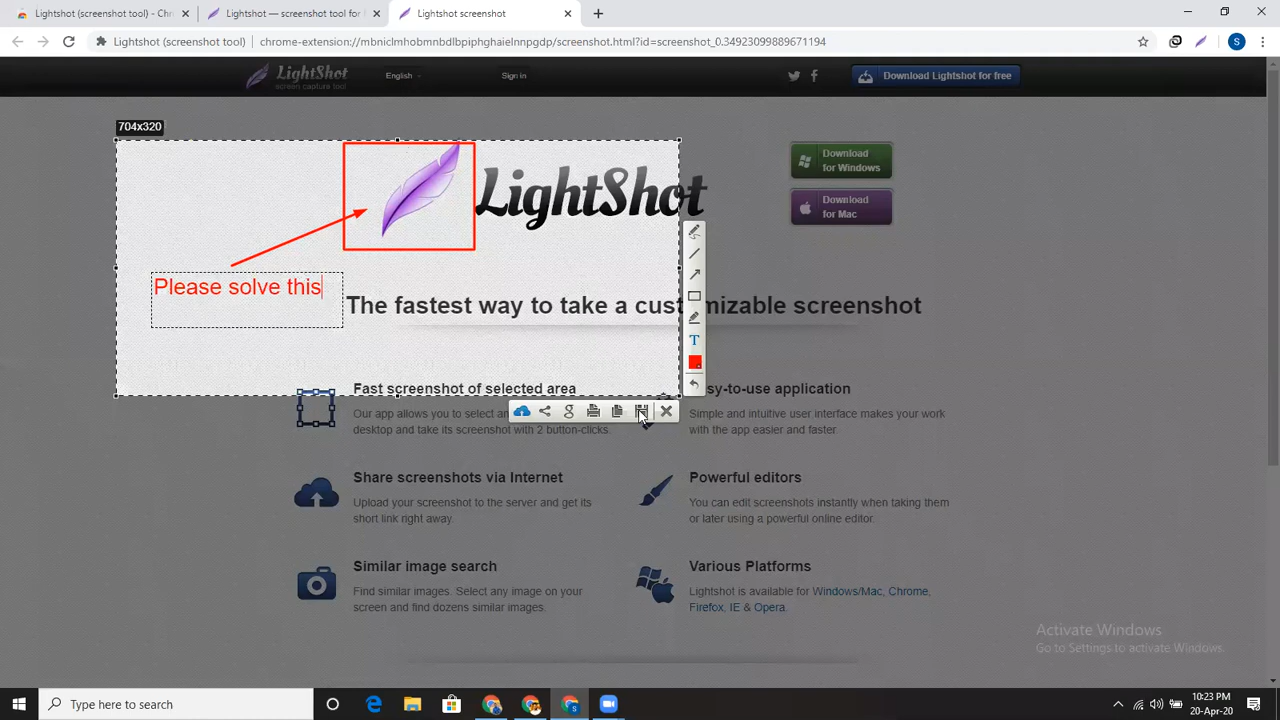 Lightshot (screenshot tool) - Chr
Lightshot — screenshot tool for M
Lightshot screenshot
Lightshot (screenshot tool)
chrome-extension://mbniclmhobmnbdlbpiphghaielnnpgdp/screenshot.html?id=screenshot_0.34923099889671194
S
LightShot
screen capture tool
English
Sign in
Download Lightshot for free
704x320
LightShot
Download
for Windows
Download
for Mac
Please solve this
The fastest way to take a customizable screenshot
T
Fast screenshot of selected area
Our app allows you to select an
desktop and take its screenshot with 2 button-clicks.
sy-to-use application
Simple and intuitive user interface makes your work
with the app easier and faster.
Share screenshots via Internet
Upload your screenshot to the server and get its
short link right away.
Powerful editors
You can edit screenshots instantly when taking them
or later using a powerful online editor.
Similar image search
Find similar images. Select any image on your
screen and find dozens similar images.
Various Platforms
Lightshot is available for Windows/Mac, Chrome,
Firefox, IE & Opera.
Activate Windows
Go to Settings to activate Windows.
Type here to search
10:23 PM
20-Apr-20